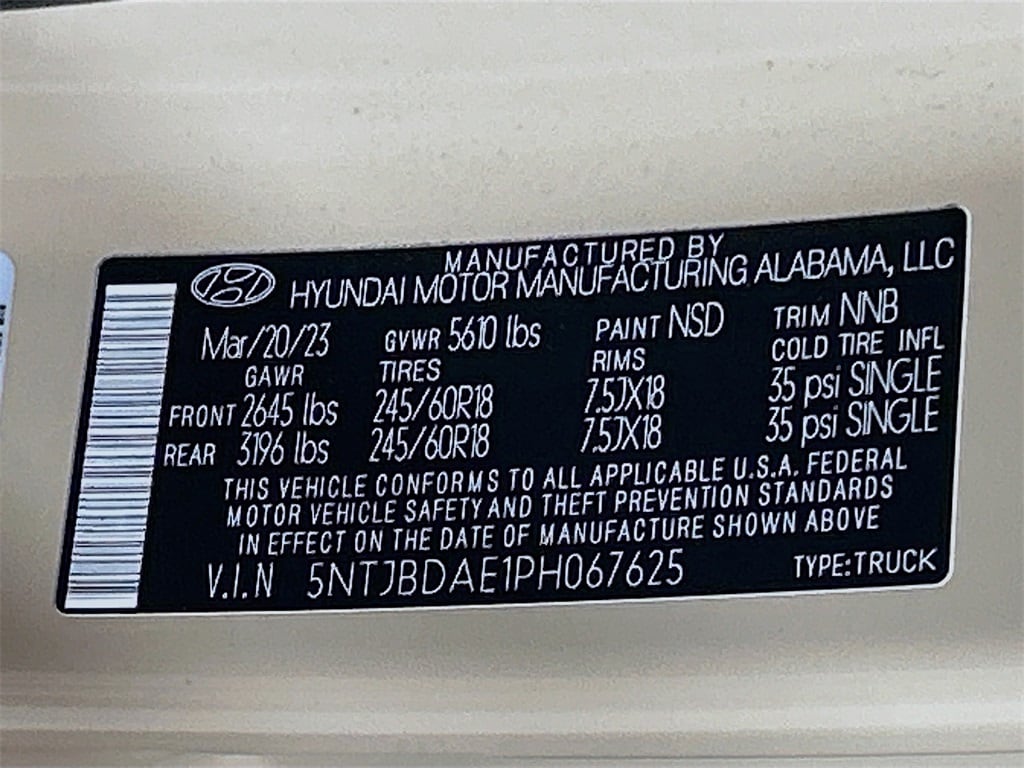 MANUFACTURED BY
HYUNDAI MOTOR MANUFACTURING ALABAMA, LLC
Mar/20/23 GVWR 5610 lbs PAINT NSD TRIM NNB
GAWR TIRES RIMS COLD TIRE INFL
FRONT 2645 lbs 245/60R18 7.5JX18 35 psi SINGLE
REAR 3196 lbs 245/60R18 7.5JX18 35 psi SINGLE
THIS VEHICLE CONFORMS TO ALL APPLICABLE U.S.A. FEDERAL
MOTOR VEHICLE SAFETY AND THEFT PREVENTION STANDARDS
IN EFFECT ON THE DATE OF MANUFACTURE SHOWN ABOVE
V.I.N 5NTJBDAE1PH067625 TYPE:TRUCK